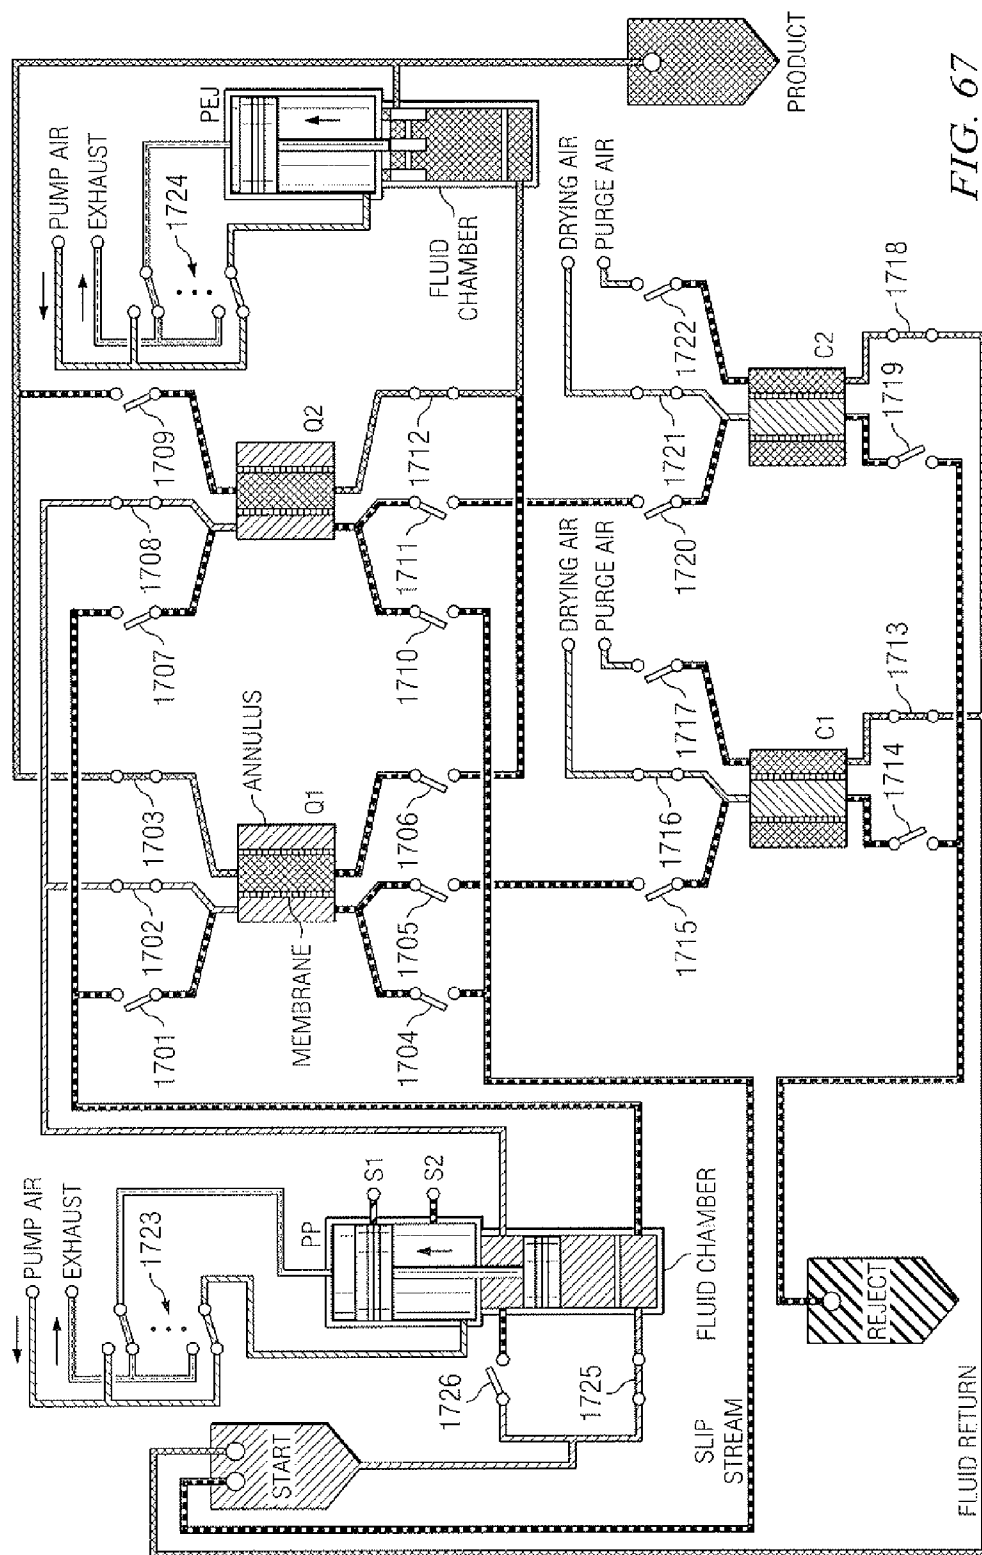 PUMP AIR
EXHAUST
1723
START
PP
S1
S2
1726
1725
FLUID CHAMBER
SLIP
STREAM
REJECT
FLUID RETURN
1701
1702
1703
MEMBRANE
ANNULUS
Q1
1704
1705
1706
1707
1708
1709
Q2
1710
1711
1712
PUMP AIR
EXHAUST
1724
PEJ
FLUID
CHAMBER
PRODUCT
DRYING AIR
PURGE AIR
1715
1716
1717
C1
1714
1713
DRYING AIR
PURGE AIR
1720
1721
1722
C2
1719
1718
FIG. 67